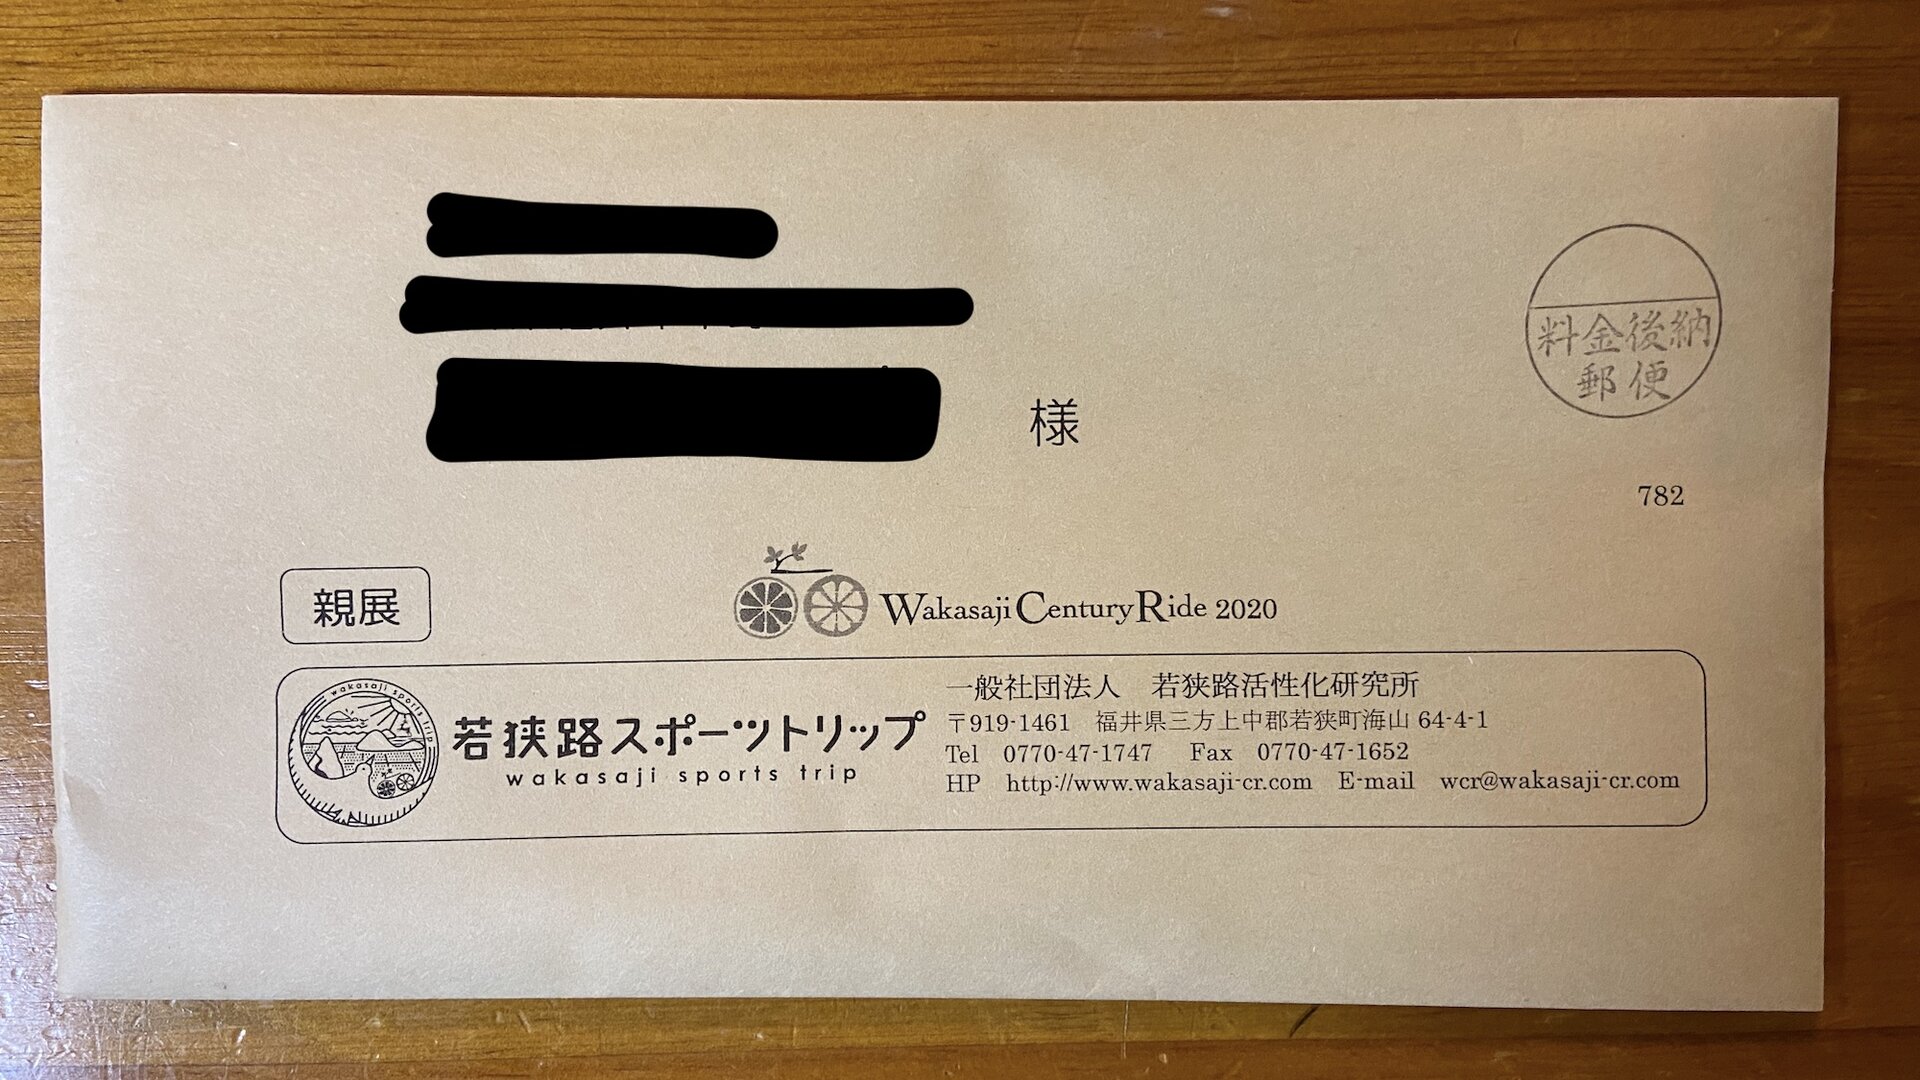 様
料金後納
郵便
782
親展
Wakasaji Century Ride 2020
wakasaji sports trip
若狭路スポーツトリップ
wakasaji sports trip
一般社団法人　若狭路活性化研究所
〒919-1461　福井県三方上中郡若狭町海山 64-4-1
Tel　0770-47-1747　Fax　0770-47-1652
HP　http://www.wakasaji-cr.com　E-mail　wcr@wakasaji-cr.com